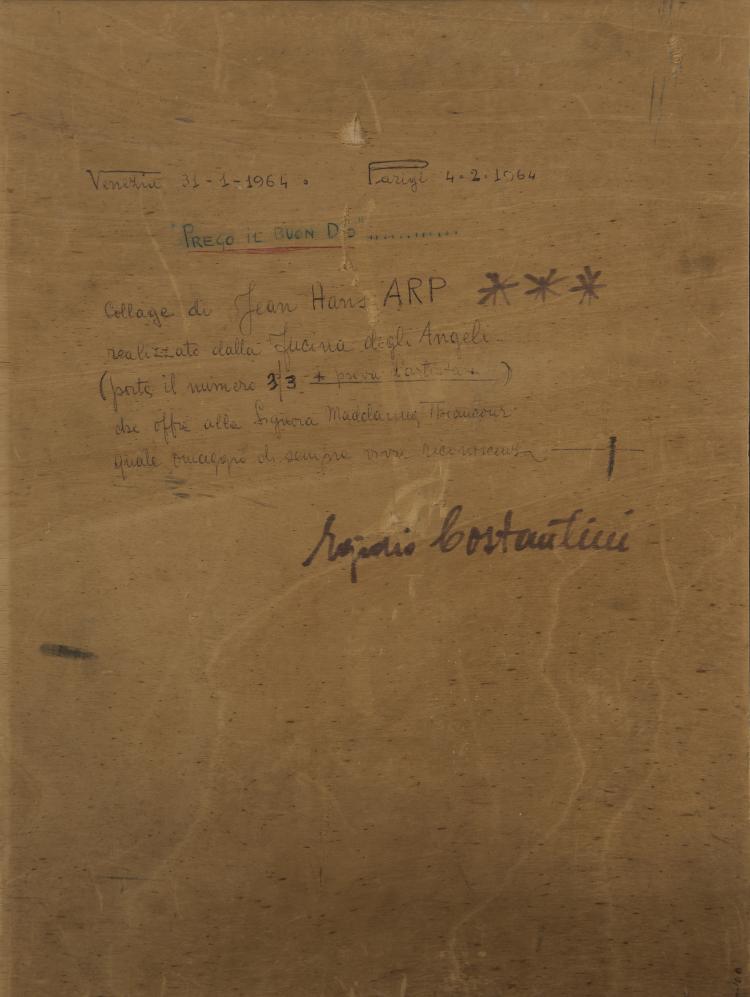 Venezia 31-1-1964. Parigi 4.2.1964
"PREGO IL BUON DIO"............
Collage di Jean Hans ARP ***
realizzato dalla Fucina degli Angeli
(porta il numero 3/3 + prova d'artista)
che offre alla Signora
quale omaggio di sempre viva riconoscenza
Egidio Costantini